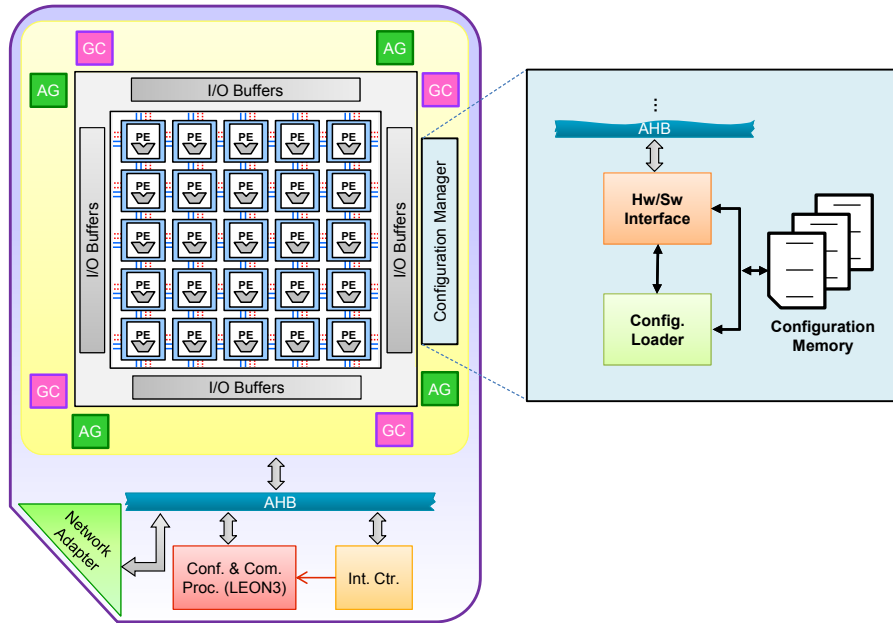 GC
AG
AG
GC
I/O Buffers
I/O Buffers
I/O Buffers
I/O Buffers
PE PE PE PE PE
PE PE PE PE PE
PE PE PE PE PE
PE PE PE PE PE
PE PE PE PE PE
Configuration Manager
GC
AG
AG
GC
AHB
Network
Adapter
Conf. & Com.
Proc. (LEON3)
Int. Ctr.
...
AHB
Hw/Sw
Interface
Config.
Loader
Configuration
Memory